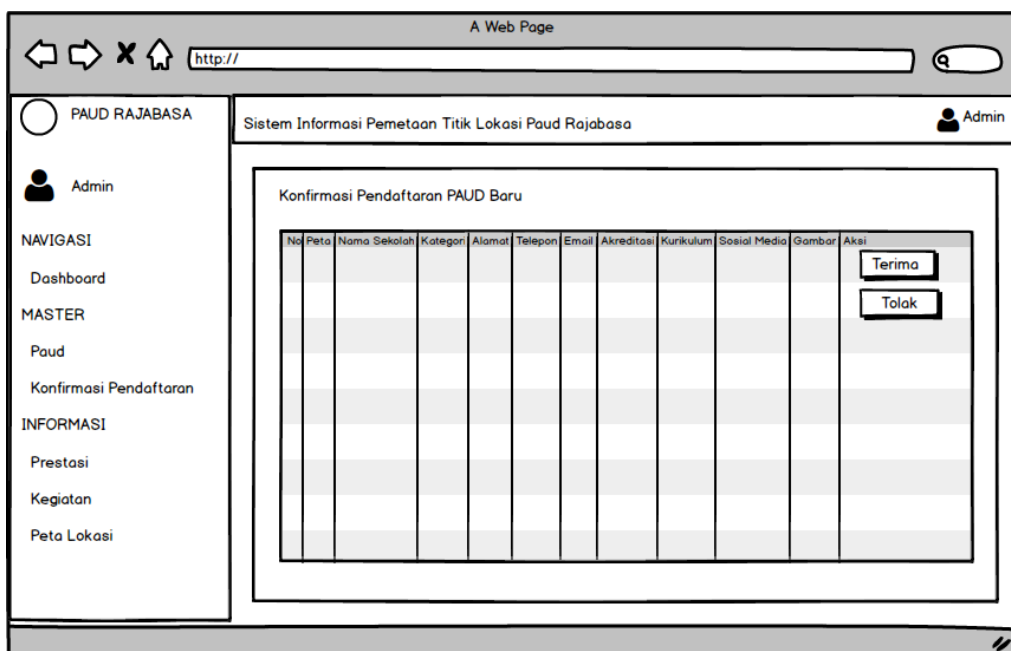 A Web Page
http://
PAUD RAJABASA
Sistem Informasi Pemetaan Titik Lokasi Paud Rajabasa
Admin
Admin
NAVIGASI
Dashboard
MASTER
Paud
Konfirmasi Pendaftaran
INFORMASI
Prestasi
Kegiatan
Peta Lokasi
Konfirmasi Pendaftaran PAUD Baru
No Peta Nama Sekolah Kategori Alamat Telepon Email Akreditasi Kurikulum Sosial Media Gambar Aksi
Terima
Tolak